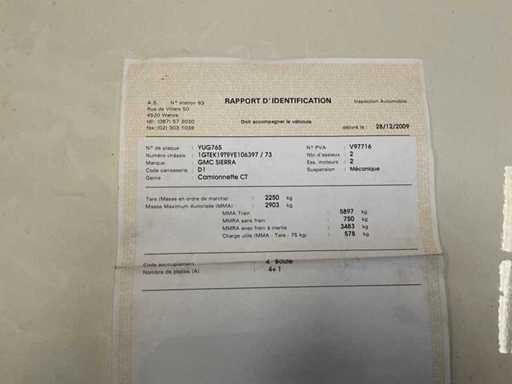 A.S. N° station 93
RAPPORT D'IDENTIFICATION
Inspection Automobile
Rue de Villers 50
4520 Wanze
tél: (087) 57 2020
fax:(02) 303 1039
Doit accompagner le véhicule
délivré le : 28/12/2009
N° de plaque : YUG765
N° PVA : V97716
Numéro châssis : 1GTEK19T9YE106397 / 73
Nbr. d'essieux : 2
Marque : GMC SIERRA
Ess. moteurs : 2
Code carrosserie : D1
Suspension : Mécanique
Genre : Camionnette CT
Tare (Masse en ordre de marche) : 2250 kg
Masse Maximum Autorisée (MMA) : 2903 kg
MMA Train : 5897 kg
MMRA sans frein : 750 kg
MMRA avec frein à inertie : 3483 kg
Charge utile (MMA - Tare - 75 kg) : 578 kg
Code accouplement : 4 Boule
Nombre de places (A) : 4+1